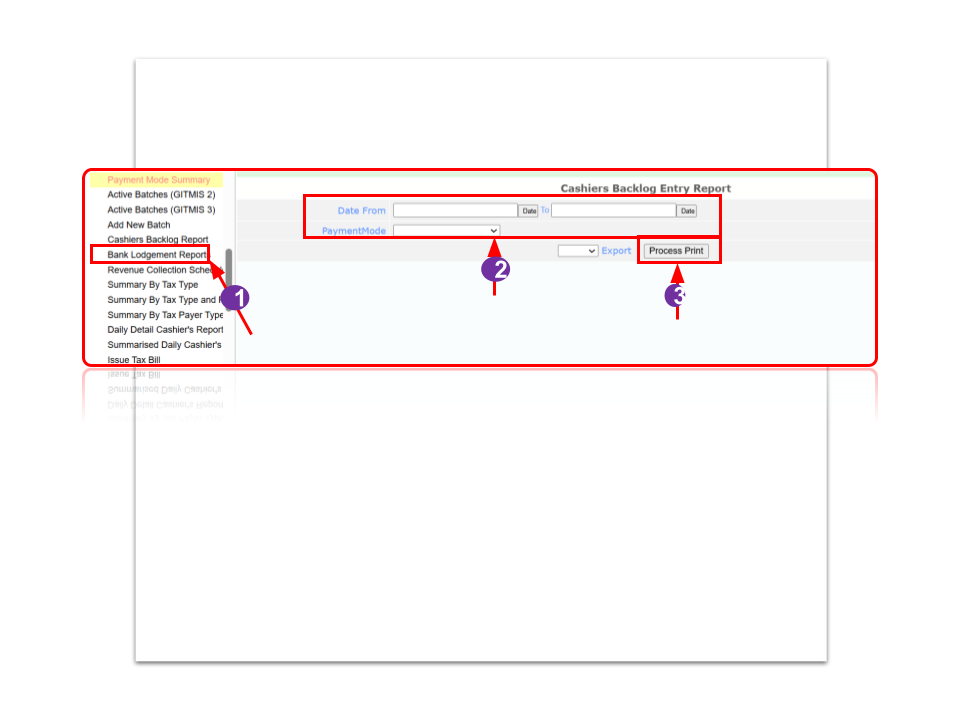 Payment Mode Summary
Active Batches (GITMIS 2)
Active Batches (GITMIS 3)
Add New Batch
Cashiers Backlog Report
Bank Lodgement Report
Revenue Collection Schedul
Summary By Tax Type
Summary By Tax Type and
Summary By Tax Payer Type
Daily Detail Cashier's Report
Summarised Daily Cashier's
Issue Tax Bill
Cashiers Backlog Entry Report
Date From Date To Date
PaymentMode
Export Process Print
1
2
3